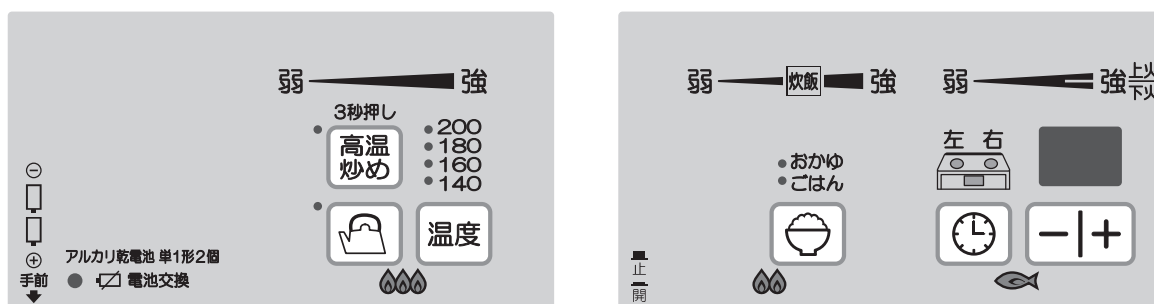 弱 強
3秒押し
高温
炒め
200
180
160
140
温度
アルカリ乾電池 単1形2個
電池交換
⊖
⊕
手前
弱 炊飯 強
おかゆ
ごはん
止
開
弱 強 上火
下火
左 右
− | +